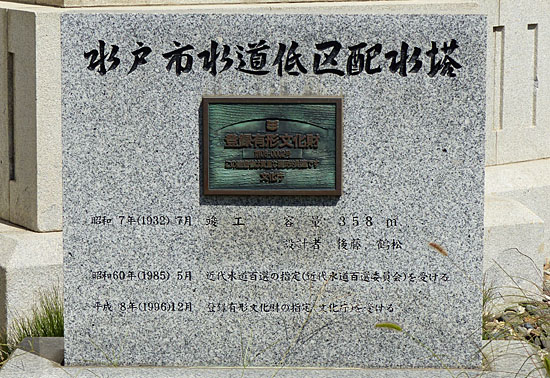 水戸市水道低区配水塔
登録有形文化財
文化庁
昭和 7年(1932) 7月 竣工 容量 358 m
設計者 後藤 鶴松
昭和60年(1985) 5月 近代水道百選の指定(近代水道百選委員会)を受ける
平成 8年(1996)12月 登録有形文化財の指定(文化庁)を受ける